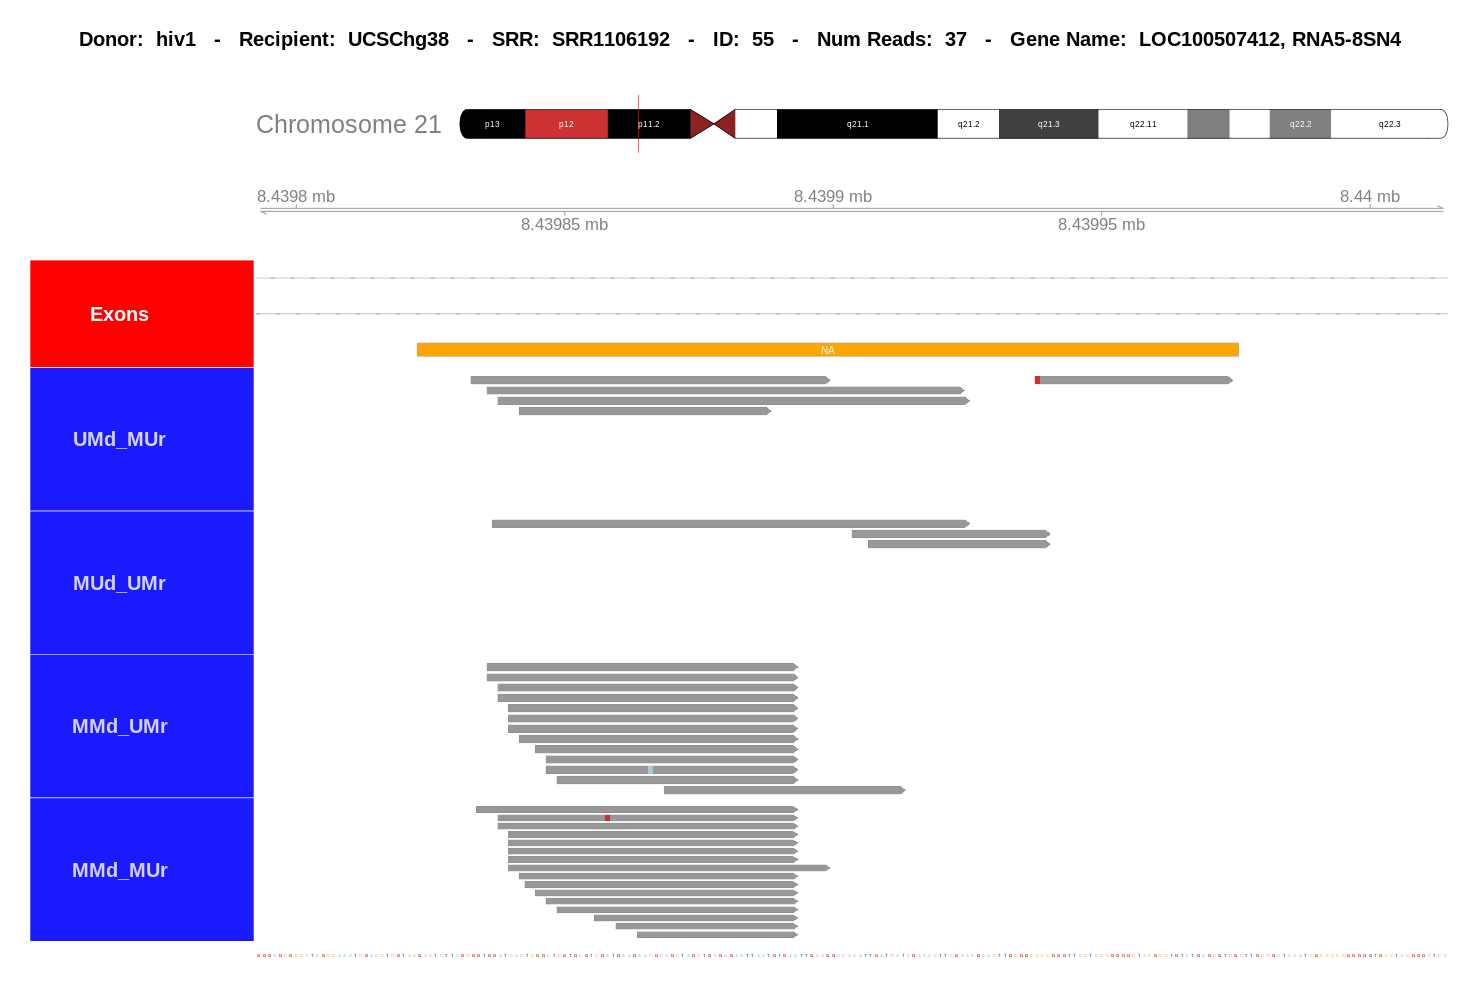 Donor: hiv1 - Recipient: UCSChg38 - SRR: SRR1106192 - ID: 55 - Num Reads: 37 - Gene Name: LOC100507412, RNA5-8SN4
Chromosome 21 p13 p12 p11.2 q21.1 q21.2 q21.3 q22.11 q22.2 q22.3
8.4398 mb 8.4399 mb 8.44 mb
8.43985 mb 8.43995 mb
Exons
NA
UMd_MUr
MUd_UMr
MMd_UMr
MMd_MUr